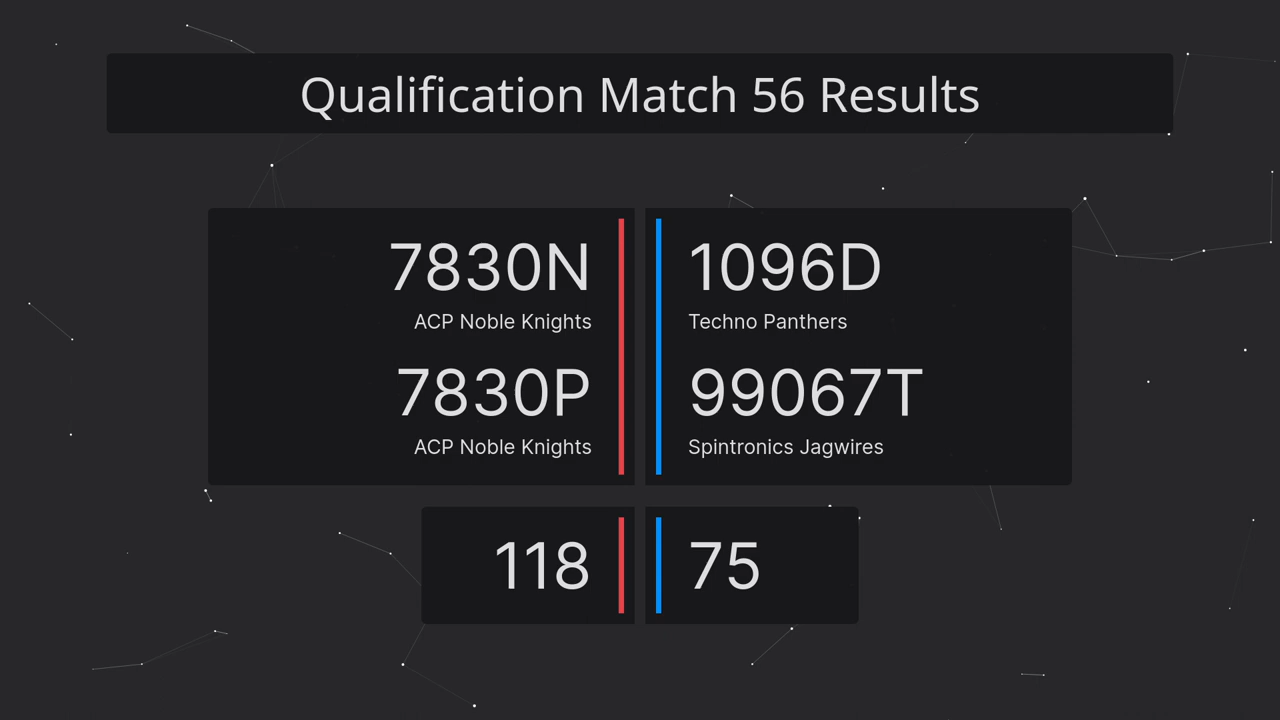 Qualification Match 56 Results
7830N
ACP Noble Knights
7830P
ACP Noble Knights
1096D
Techno Panthers
99067T
Spintronics Jagwires
118
75